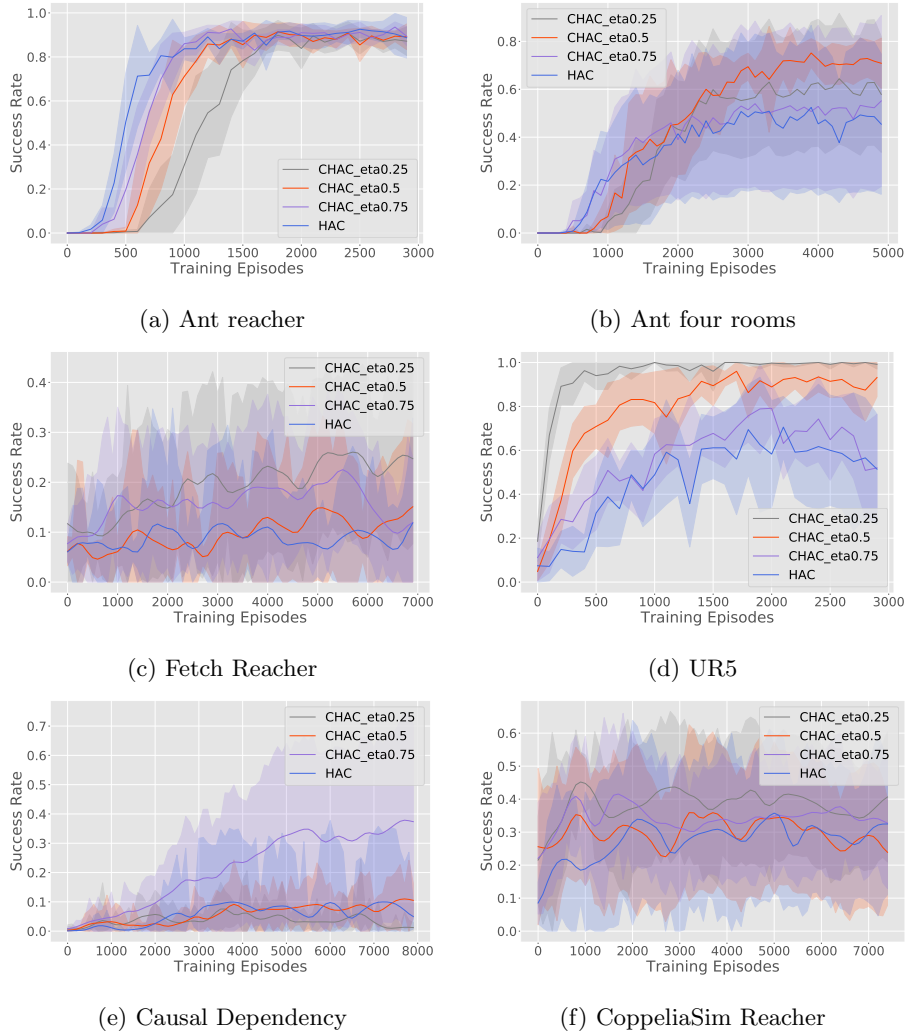 1.0
0.8
0.6
0.4
0.2
0.0
Success Rate
0
500
1000
1500
2000
2500
3000
Training Episodes
CHAC_eta0.25
CHAC_eta0.5
CHAC_eta0.75
HAC
(a) Ant reacher
0.8
0.6
0.4
0.2
0.0
Success Rate
0
1000
2000
3000
4000
5000
Training Episodes
CHAC_eta0.25
CHAC_eta0.5
CHAC_eta0.75
HAC
(b) Ant four rooms
0.4
0.3
0.2
0.1
0.0
Success Rate
0
1000
2000
3000
4000
5000
6000
7000
Training Episodes
CHAC_eta0.25
CHAC_eta0.5
CHAC_eta0.75
HAC
(c) Fetch Reacher
1.0
0.8
0.6
0.4
0.2
0.0
Success Rate
0
500
1000
1500
2000
2500
3000
Training Episodes
CHAC_eta0.25
CHAC_eta0.5
CHAC_eta0.75
HAC
(d) UR5
0.7
0.6
0.5
0.4
0.3
0.2
0.1
0.0
Success Rate
0
1000
2000
3000
4000
5000
6000
7000
8000
Training Episodes
CHAC_eta0.25
CHAC_eta0.5
CHAC_eta0.75
HAC
(e) Causal Dependency
0.6
0.5
0.4
0.3
0.2
0.1
0.0
Success Rate
0
1000
2000
3000
4000
5000
6000
7000
Training Episodes
CHAC_eta0.25
CHAC_eta0.5
CHAC_eta0.75
HAC
(f) CoppeliaSim Reacher